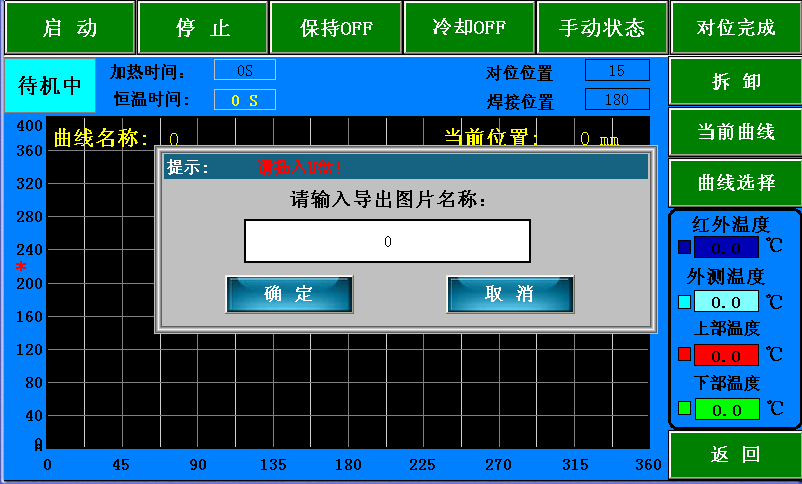 启 动 停 止 保持OFF 冷却OFF 手动状态 对位完成
待机中 加热时间： 0S 对位位置 15
恒温时间： 0 S 焊接位置 180
拆 卸
当前曲线
曲线选择
曲线名称: 0 当前位置: 0 mm
提示: 请插入U盘!
请输入导出图片名称:
0
确 定 取 消
400
360
320
280
240
*
200
160
120
80
40
0
0 45 90 135 180 225 270 315 360
红外温度
0.0 ℃
外测温度
0.0 ℃
上部温度
0.0 ℃
下部温度
0.0 ℃
返 回